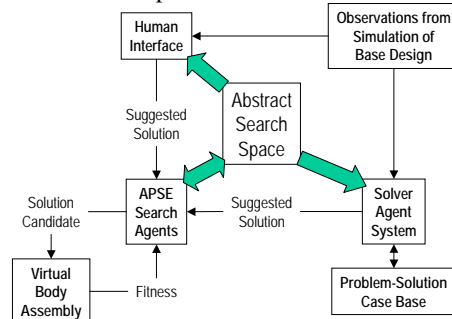 Human
Interface
Observations from
Simulation of
Base Design
Abstract
Search
Space
Suggested
Solution
Solution
Candidate
APSE
Search
Agents
Suggested
Solution
Solver
Agent
System
Virtual
Body
Assembly
Fitness
Problem-Solution
Case Base